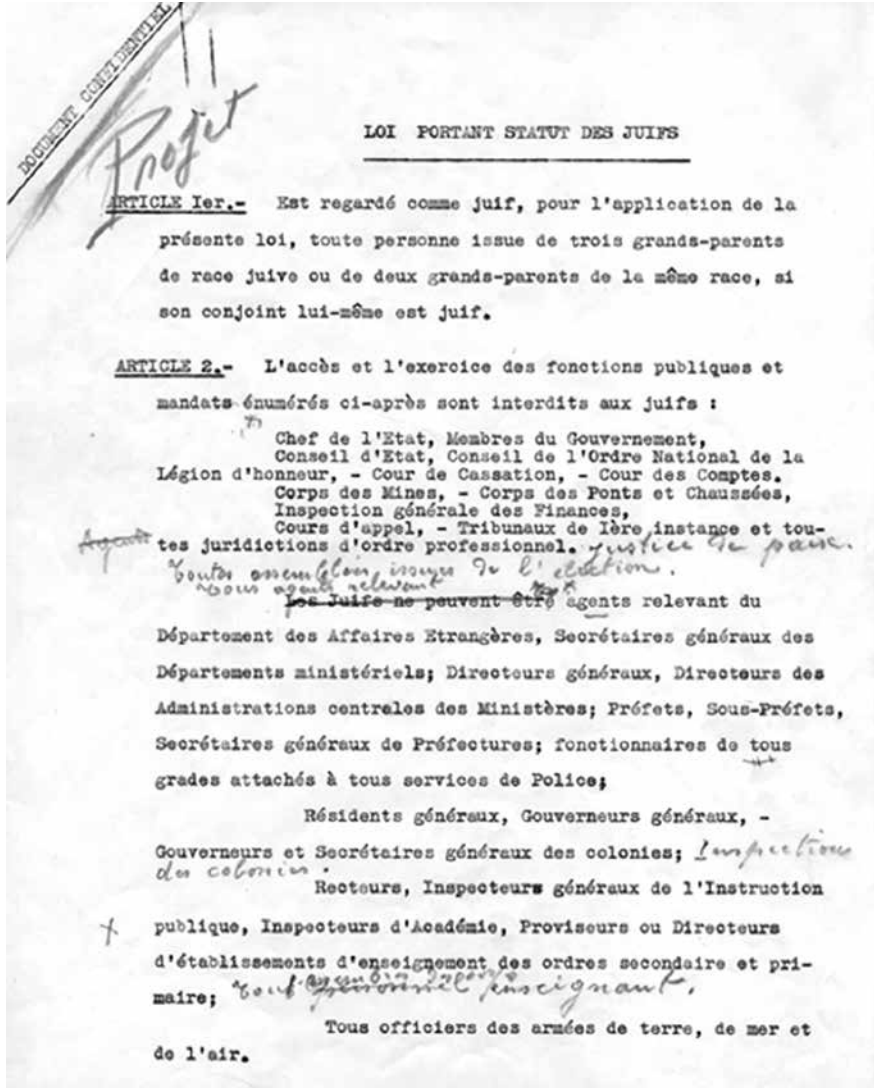 DOCUMENT CONFIDENTIEL
Projet
LOI PORTANT STATUT DES JUIFS
ARTICLE Ier.- Est regardé comme juif, pour l'application de la
présente loi, toute personne issue de trois grands-parents
de race juive ou de deux grands-parents de la même race, si
son conjoint lui-même est juif.
ARTICLE 2.- L'accès et l'exercice des fonctions publiques et
mandats énumérés ci-après sont interdits aux juifs :
Chef de l'Etat, Membres du Gouvernement,
Conseil d'Etat, Conseil de l'Ordre National de la
Légion d'honneur, - Cour de Cassation, - Cour des Comptes.
Corps des Mines, - Corps des Ponts et Chaussées,
Inspection générale des Finances,
Cours d'appel, - Tribunaux de Ière instance et tou-
Agents
tes juridictions d'ordre professionnel. justice de paix.
Toutes assemblées issues de l'élection.
Tous agents relevant
Les Juifs ne peuvent être agents relevant du
Département des Affaires Etrangères, Secrétaires généraux des
Départements ministériels; Directeurs généraux, Directeurs des
Administrations centrales des Ministères; Préfets, Sous-Préfets,
Secrétaires généraux de Préfectures; fonctionnaires de tous
grades attachés à tous services de Police;
Résidents généraux, Gouverneurs généraux, -
Gouverneurs et Secrétaires généraux des colonies; Inspecteurs
des colonies.
Recteurs, Inspecteurs généraux de l'Instruction
publique, Inspecteurs d'Académie, Proviseurs ou Directeurs
d'établissements d'enseignement des ordres secondaire et pri-
maire; Tout personnel enseignant.
Tous officiers des armées de terre, de mer et
de l'air.